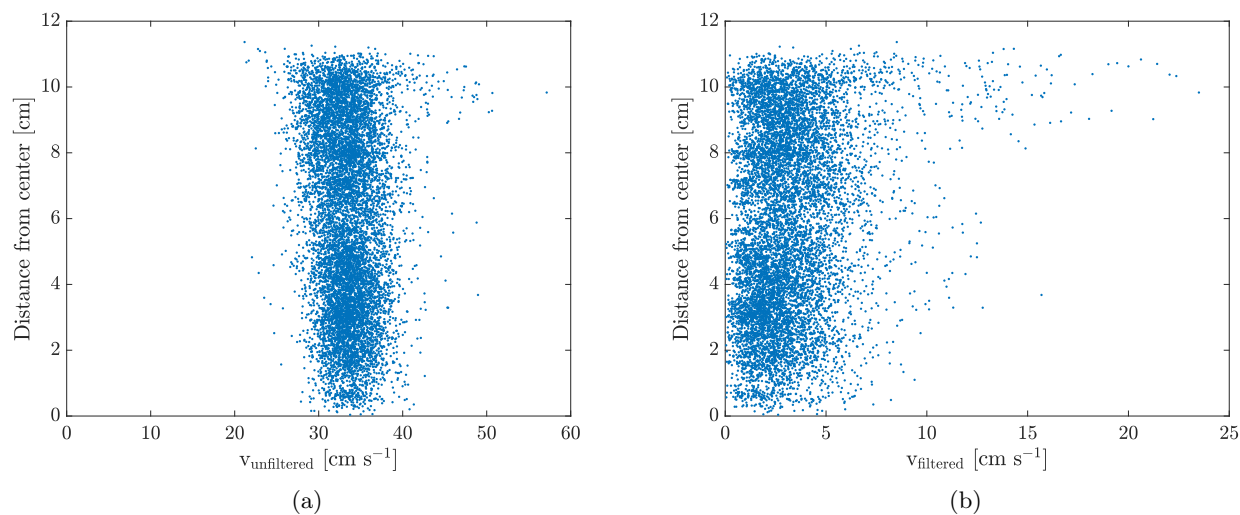 12
10
8
6
4
2
0
Distance from center [cm]
0 10 20 30 40 50 60
v_unfiltered [cm s⁻¹]
(a)
12
10
8
6
4
2
0
Distance from center [cm]
0 5 10 15 20 25
v_filtered [cm s⁻¹]
(b)